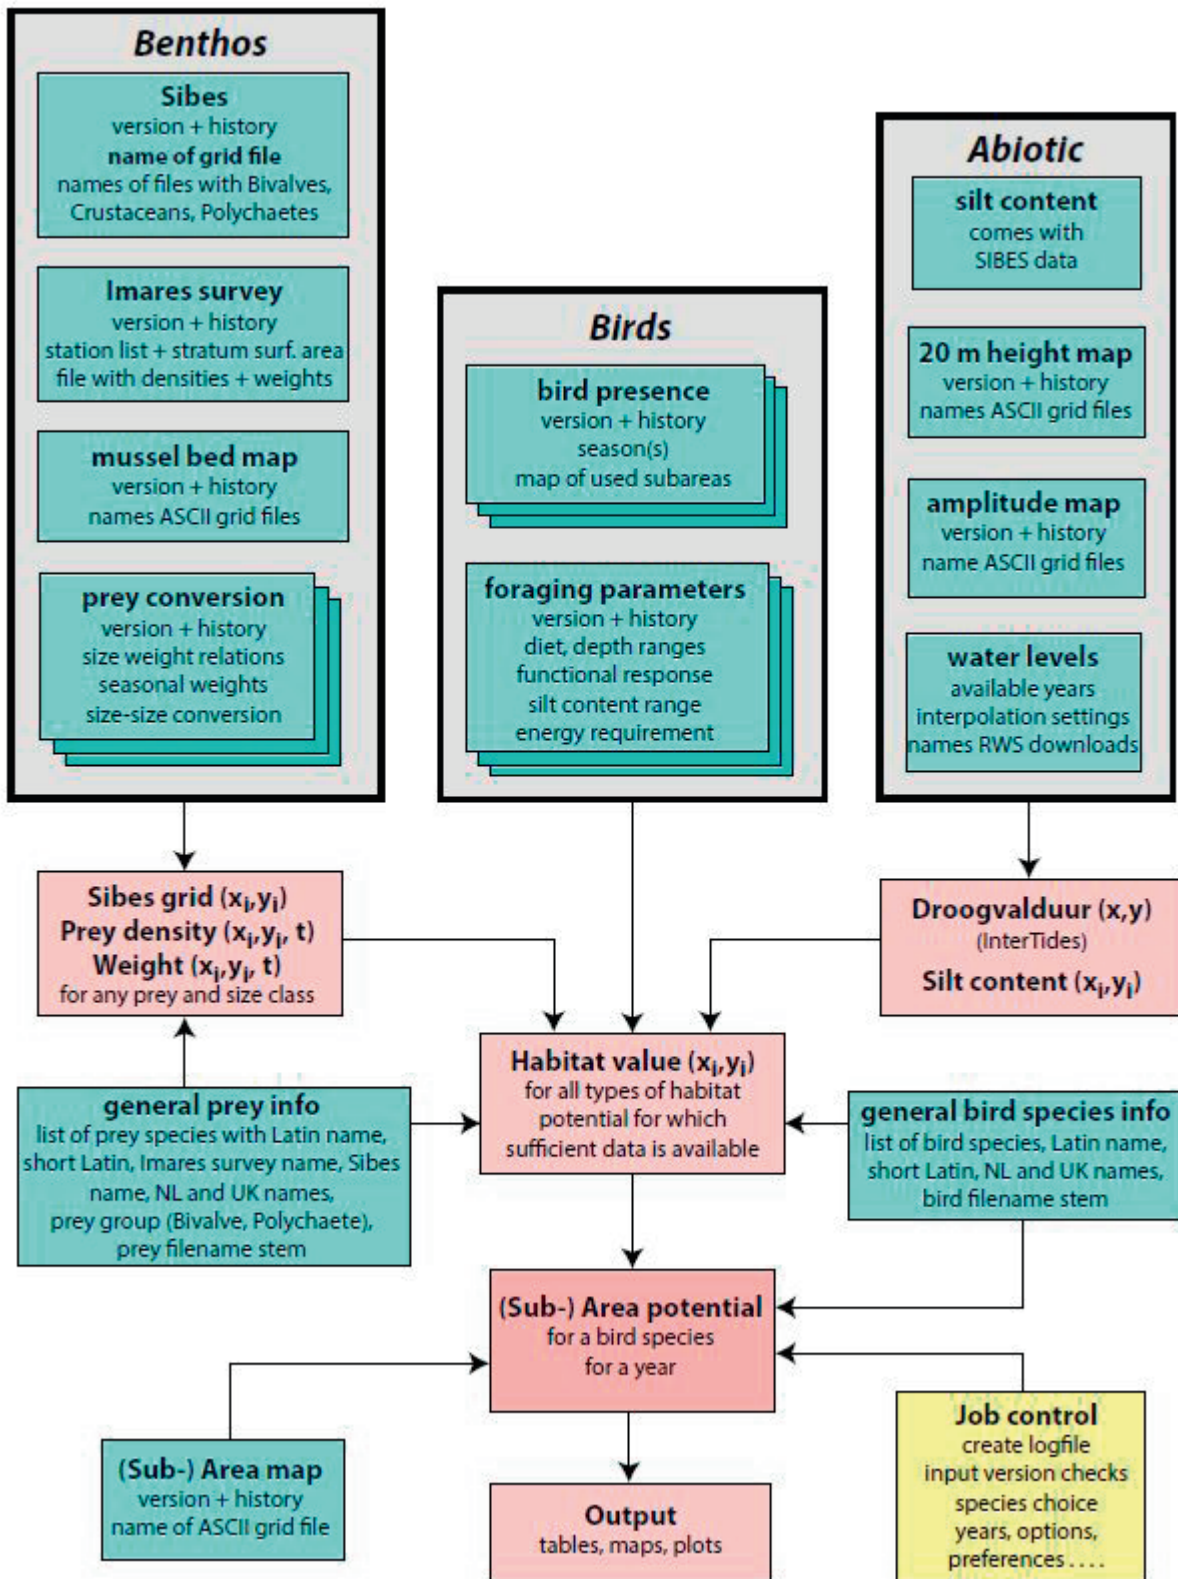 Benthos
Sibes
version + history
name of grid file
names of files with Bivalves,
Crustaceans, Polychaetes
Imares survey
version + history
station list + stratum surf. area
file with densities + weights
mussel bed map
version + history
names ASCII grid files
prey conversion
version + history
size weight relations
seasonal weights
size-size conversion
Birds
bird presence
version + history
season(s)
map of used subareas
foraging parameters
version + history
diet, depth ranges
functional response
silt content range
energy requirement
Abiotic
silt content
comes with
SIBES data
20 m height map
version + history
names ASCII grid files
amplitude map
version + history
name ASCII grid files
water levels
available years
interpolation settings
names RWS downloads
Sibes grid (xi,yi)
Prey density (xi,yi, t)
Weight (xi,yi, t)
for any prey and size class
Droogvalduur (x,y)
(InterTides)
Silt content (xi,yi)
Habitat value (xi,yi)
for all types of habitat
potential for which
sufficient data is available
general prey info
list of prey species with Latin name,
short Latin, Imares survey name, Sibes
name, NL and UK names,
prey group (Bivalve, Polychaete),
prey filename stem
general bird species info
list of bird species, Latin name,
short Latin, NL and UK names,
bird filename stem
(Sub-) Area potential
for a bird species
for a year
(Sub-) Area map
version + history
name of ASCII grid file
Job control
create logfile
input version checks
species choice
years, options,
preferences . . . .
Output
tables, maps, plots